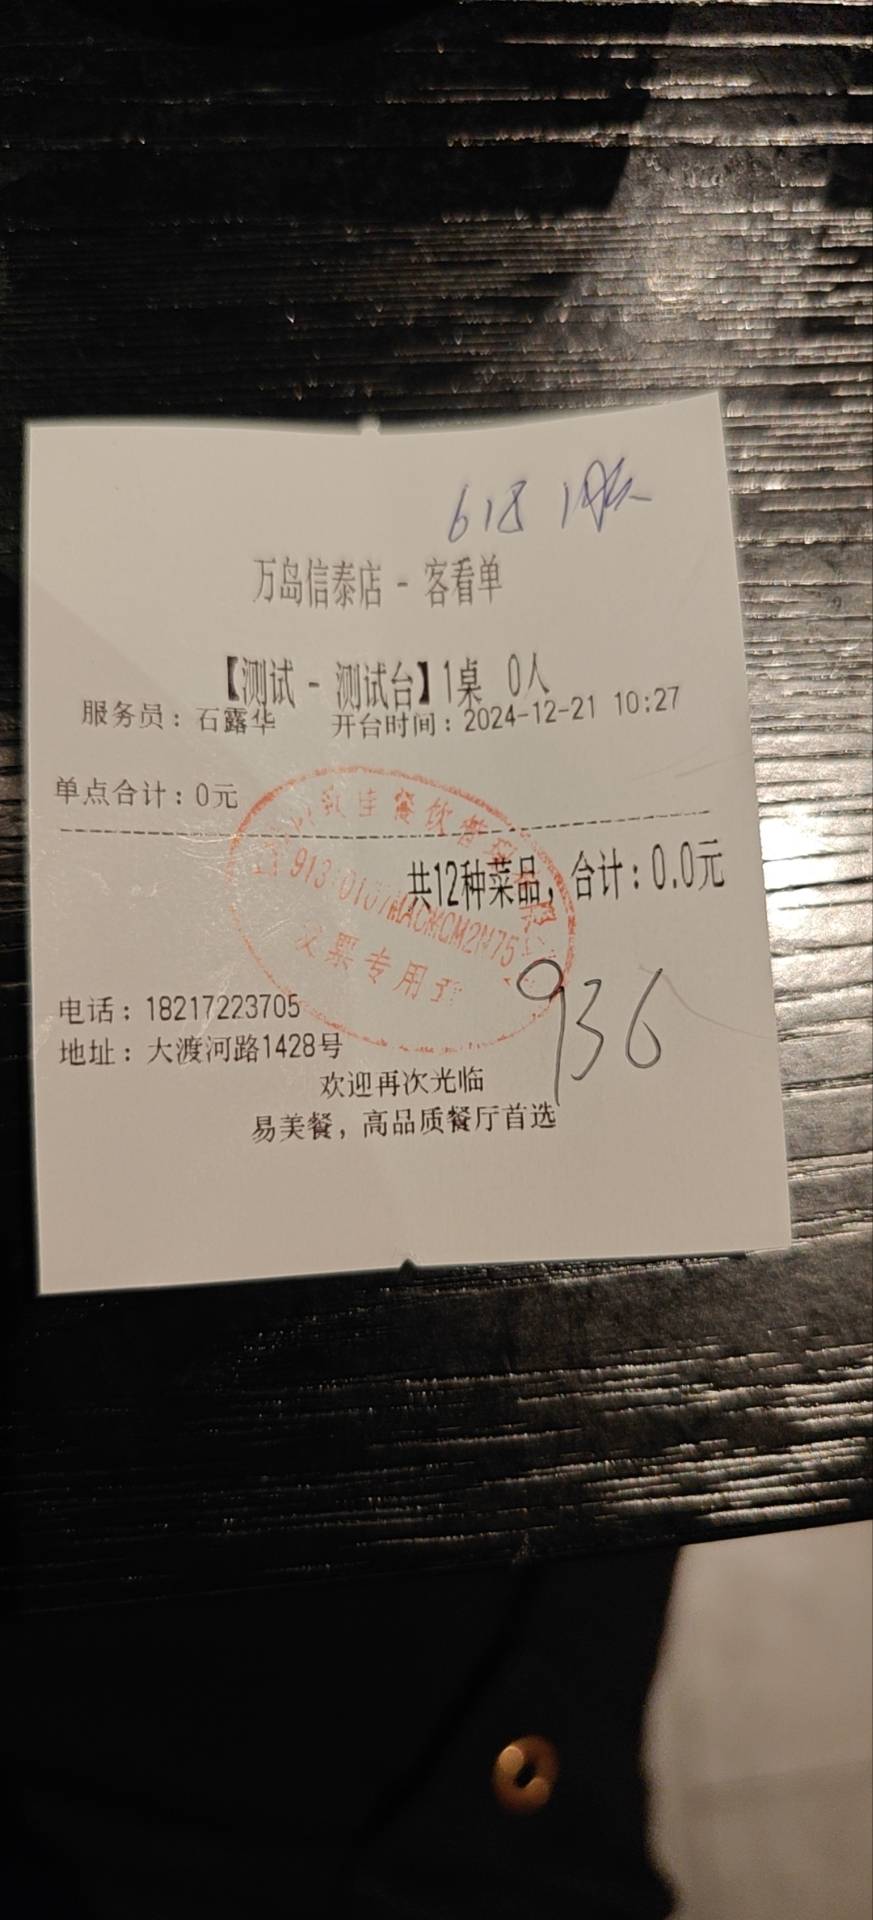 618
万岛信泰店 - 客看单
【测试 - 测试台】1桌 0人
服务员：石露华 开台时间：2024-12-21 10:27
单点合计：0元
餐饮管理
共12种菜品，合计：0.0元
票专用
936
电话：18217223705
地址：大渡河路1428号
欢迎再次光临
易美餐，高品质餐厅首选